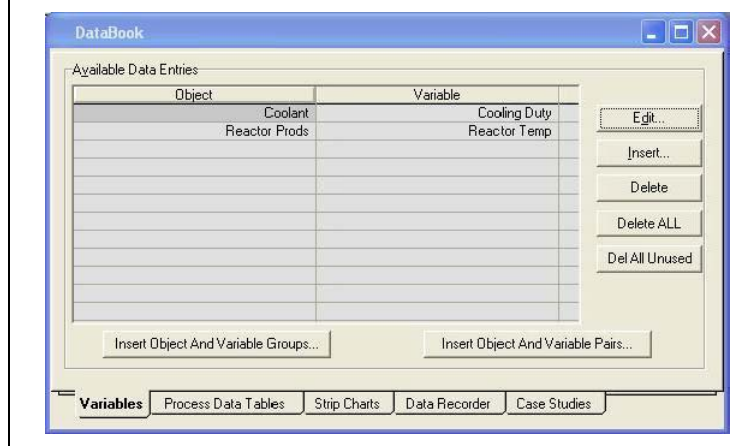 DataBook
Available Data Entries
Object Variable
Coolant Cooling Duty
Reactor Prods Reactor Temp
Edit...
Insert...
Delete
Delete ALL
Del All Unused
Insert Object And Variable Groups... Insert Object And Variable Pairs...
Variables Process Data Tables Strip Charts Data Recorder Case Studies